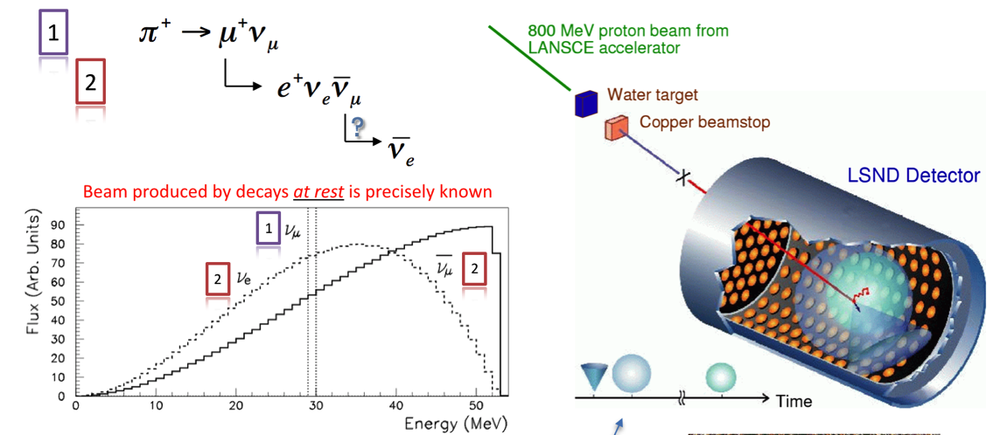 1
π⁺ → μ⁺ν_μ
2
e⁺ν_eν̅_μ
?
ν̅_e
Beam produced by decays at rest is precisely known
Flux (Arb. Units)
90
80
70
60
50
40
30
20
10
0
1 ν_μ
2 ν_e
ν̅_μ 2
0 10 20 30 40 50
Energy (MeV)
800 MeV proton beam from
LANSCE accelerator
Water target
Copper beamstop
LSND Detector
Time